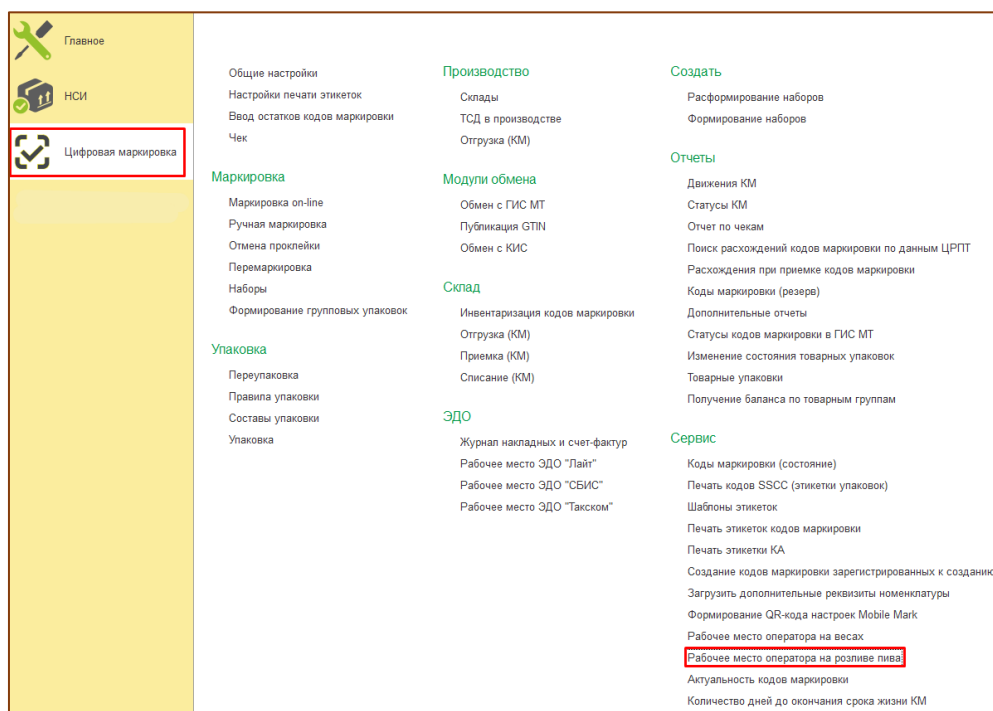 Главное
НСИ
Цифровая маркировка
Общие настройки
Настройки печати этикеток
Ввод остатков кодов маркировки
Чек
Маркировка
Маркировка on-line
Ручная маркировка
Отмена проклейки
Перемаркировка
Наборы
Формирование групповых упаковок
Упаковка
Переупаковка
Правила упаковки
Составы упаковки
Упаковка
Производство
Склады
ТСД в производстве
Отгрузка (КМ)
Модули обмена
Обмен с ГИС МТ
Публикация GTIN
Обмен с КИС
Склад
Инвентаризация кодов маркировки
Отгрузка (КМ)
Приемка (КМ)
Списание (КМ)
ЭДО
Журнал накладных и счет-фактур
Рабочее место ЭДО "Лайт"
Рабочее место ЭДО "СБИС"
Рабочее место ЭДО "Такском"
Создать
Расформирование наборов
Формирование наборов
Отчеты
Движения КМ
Статусы КМ
Отчет по чекам
Поиск расхождений кодов маркировки по данным ЦРПТ
Расхождения при приемке кодов маркировки
Коды маркировки (резерв)
Дополнительные отчеты
Статусы кодов маркировки в ГИС МТ
Изменение состояния товарных упаковок
Товарные упаковки
Получение баланса по товарным группам
Сервис
Коды маркировки (состояние)
Печать кодов SSCC (этикетки упаковок)
Шаблоны этикеток
Печать этикеток кодов маркировки
Печать этикетки КА
Создание кодов маркировки зарегистрированных к созданию
Загрузить дополнительные реквизиты номенклатуры
Формирование QR-кода настроек Mobile Mark
Рабочее место оператора на весах
Рабочее место оператора на розливе пива
Актуальность кодов маркировки
Количество дней до окончания срока жизни КМ